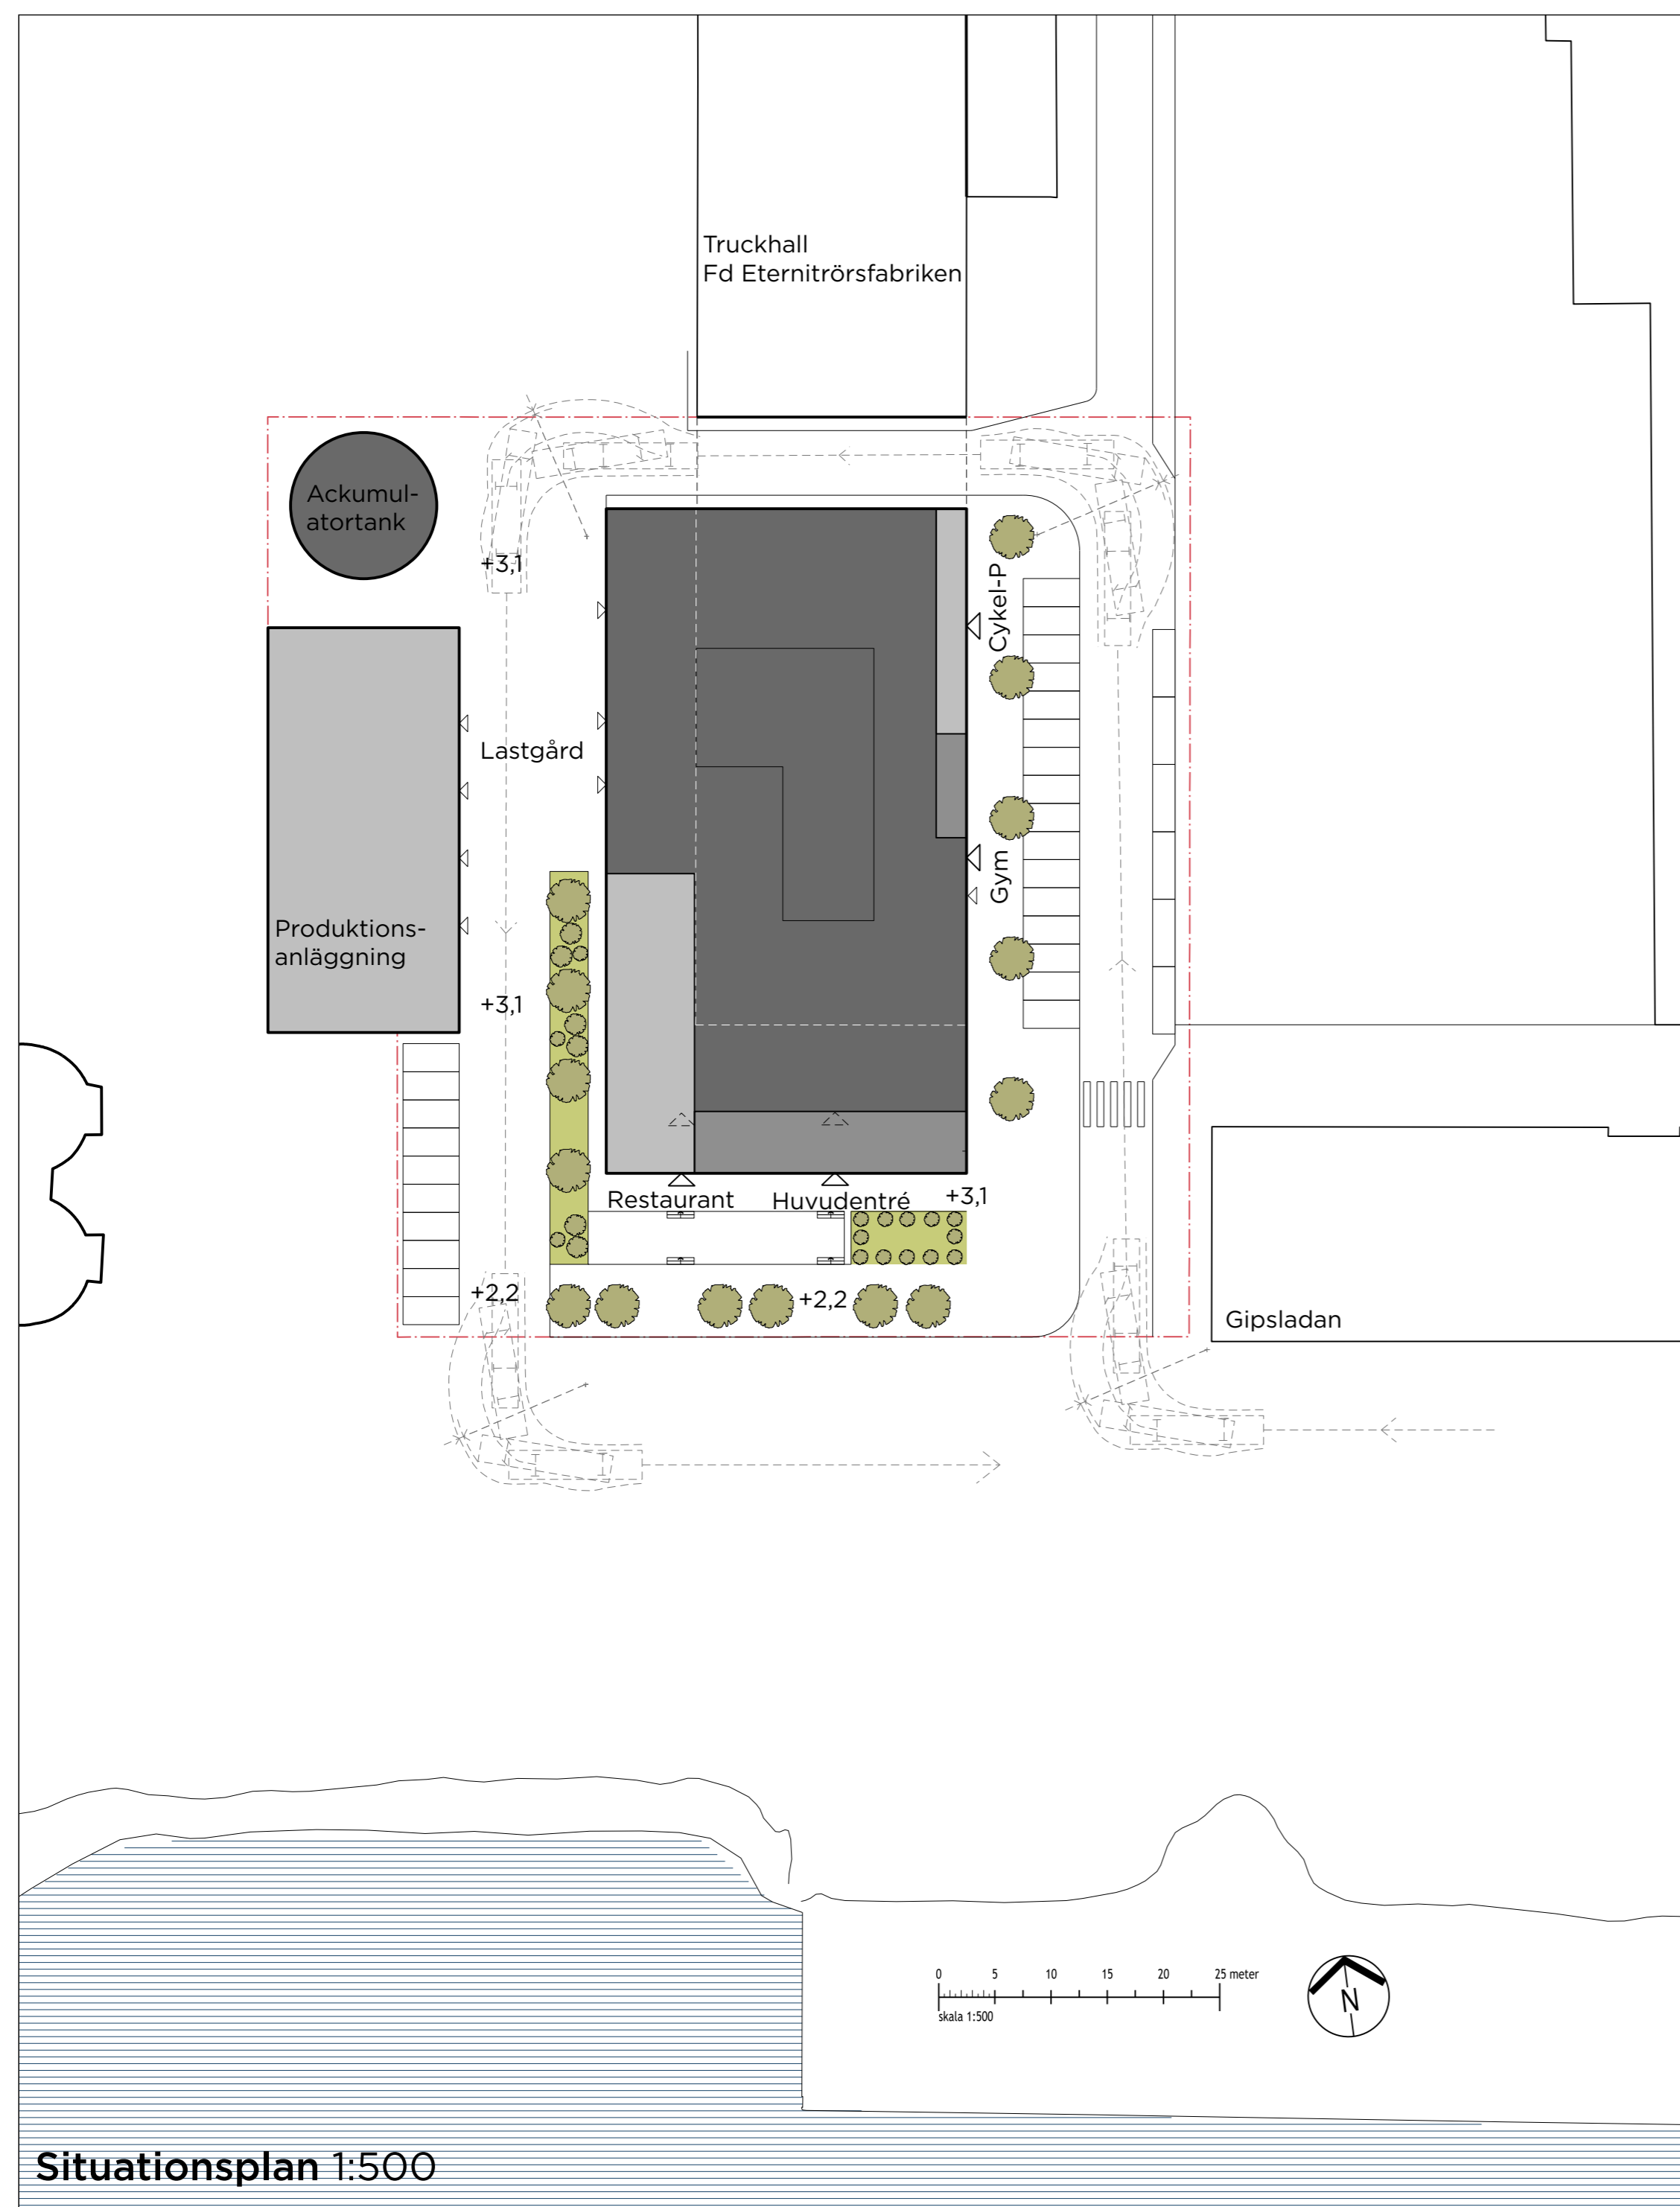 Truckhall
Fd Eternitrörsfabriken
Ackumul-
atortank
+3,1
Cykel-P
Lastgård
Gym
Produktions-
anläggning
+3,1
Restaurant
Huvudentré
+3,1
+2,2
+2,2
Gipsladan
0 5 10 15 20 25 meter
skala 1:500
N
Situationsplan 1:500